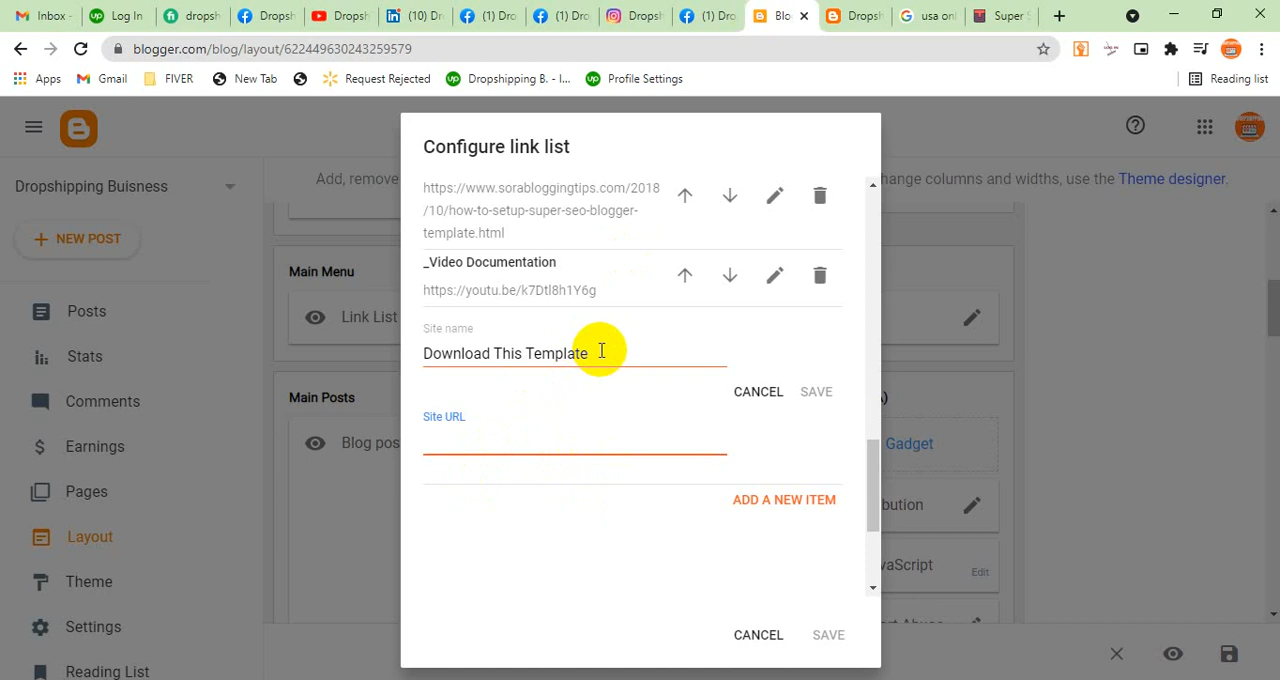 Inbox -
Log In
dropsh
Dropsh
Dropsh
(10) Dr
(1) Dro
(1) Dro
Dropsh
(1) Dro
Blo
Dropsh
usa onl
Super S
blogger.com/blog/layout/622449630243259579
Apps
Gmail
FIVER
New Tab
Request Rejected
Dropshipping B. - I...
Profile Settings
Reading list
Dropshipping Buisness
NEW POST
Posts
Stats
Comments
Earnings
Pages
Layout
Theme
Settings
Reading List
Add, remove
hange columns and widths, use the Theme designer.
Main Menu
Link List
Main Posts
Blog pos
Configure link list
https://www.sorabloggingtips.com/2018
/10/how-to-setup-super-seo-blogger-
template.html
_Video Documentation
https://youtu.be/k7Dtl8h1Y6g
Site name
Download This Template
CANCEL SAVE
Site URL
ADD A NEW ITEM
CANCEL SAVE
Gadget
bution
vaScript
Edit